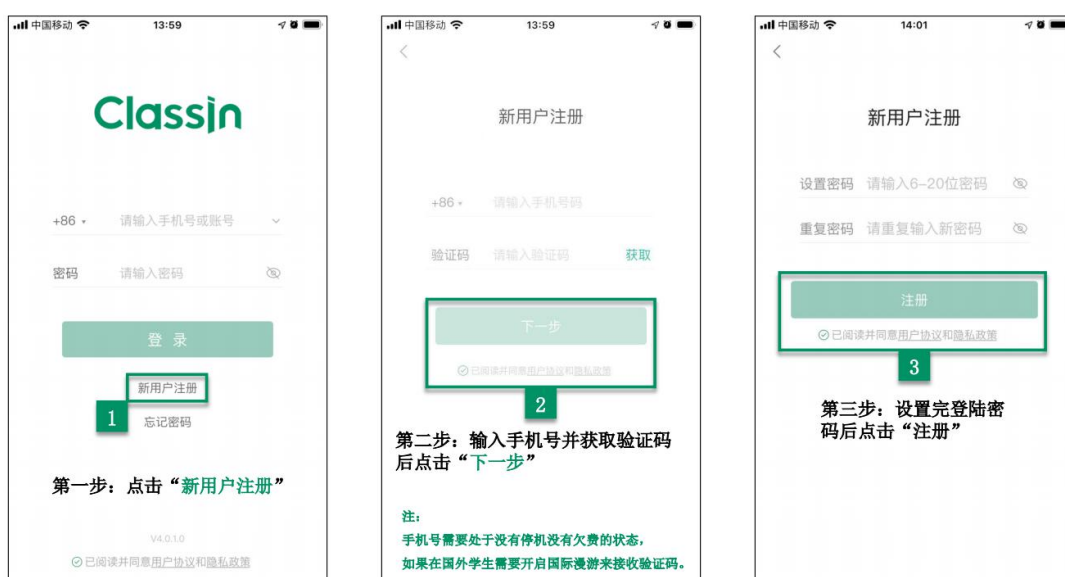 中国移动 13:59
ClassIn
+86 请输入手机号或账号
密码 请输入密码
登 录
新用户注册
1
忘记密码
第一步：点击“新用户注册”
V4.0.1.0
已阅读并同意用户协议和隐私政策
中国移动 13:59
新用户注册
+86 请输入手机号码
验证码 请输入验证码 获取
下一步
已阅读并同意用户协议和隐私政策
2
第二步：输入手机号并获取验证码
后点击“下一步”
注：
手机号需要处于没有停机没有欠费的状态，
如果在国外学生需要开启国际漫游来接收验证码。
中国移动 14:01
新用户注册
设置密码 请输入6-20位密码
重复密码 请重复输入新密码
注册
已阅读并同意用户协议和隐私政策
3
第三步：设置完登陆密
码后点击“注册”